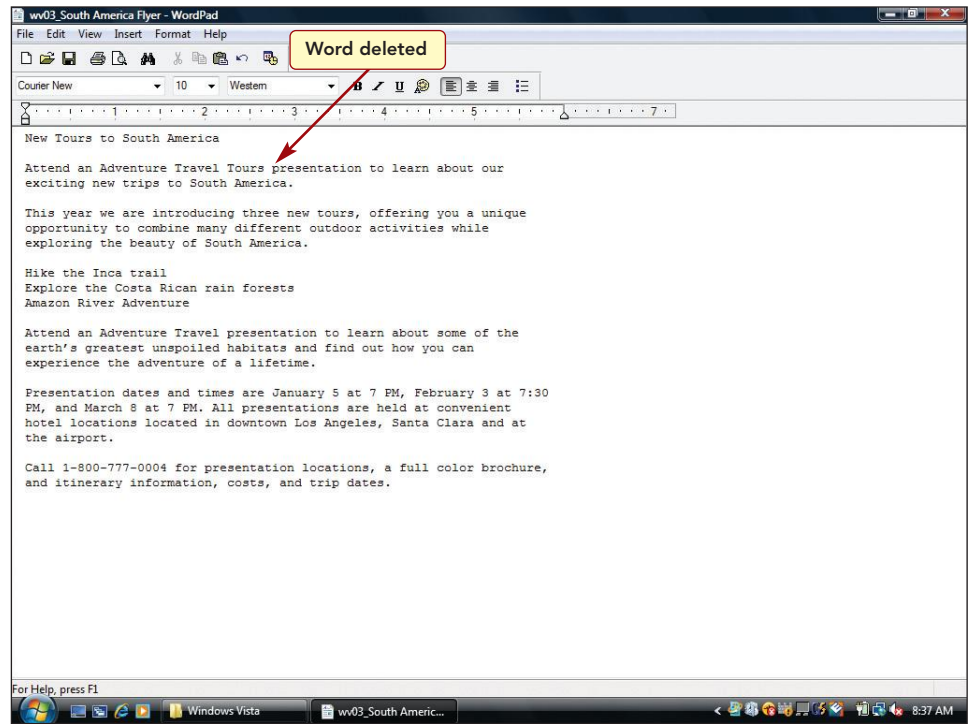 wv03_South America Flyer - WordPad
File Edit View Insert Format Help
Word deleted
Courier New 10 Western B / U
1 2 3 4 5 7
New Tours to South America
Attend an Adventure Travel Tours presentation to learn about our
exciting new trips to South America.
This year we are introducing three new tours, offering you a unique
opportunity to combine many different outdoor activities while
exploring the beauty of South America.
Hike the Inca trail
Explore the Costa Rican rain forests
Amazon River Adventure
Attend an Adventure Travel presentation to learn about some of the
earth's greatest unspoiled habitats and find out how you can
experience the adventure of a lifetime.
Presentation dates and times are January 5 at 7 PM, February 3 at 7:30
PM, and March 8 at 7 PM. All presentations are held at convenient
hotel locations located in downtown Los Angeles, Santa Clara and at
the airport.
Call 1-800-777-0004 for presentation locations, a full color brochure,
and itinerary information, costs, and trip dates.
For Help, press F1
Windows Vista wv03_South Americ... 8:37 AM